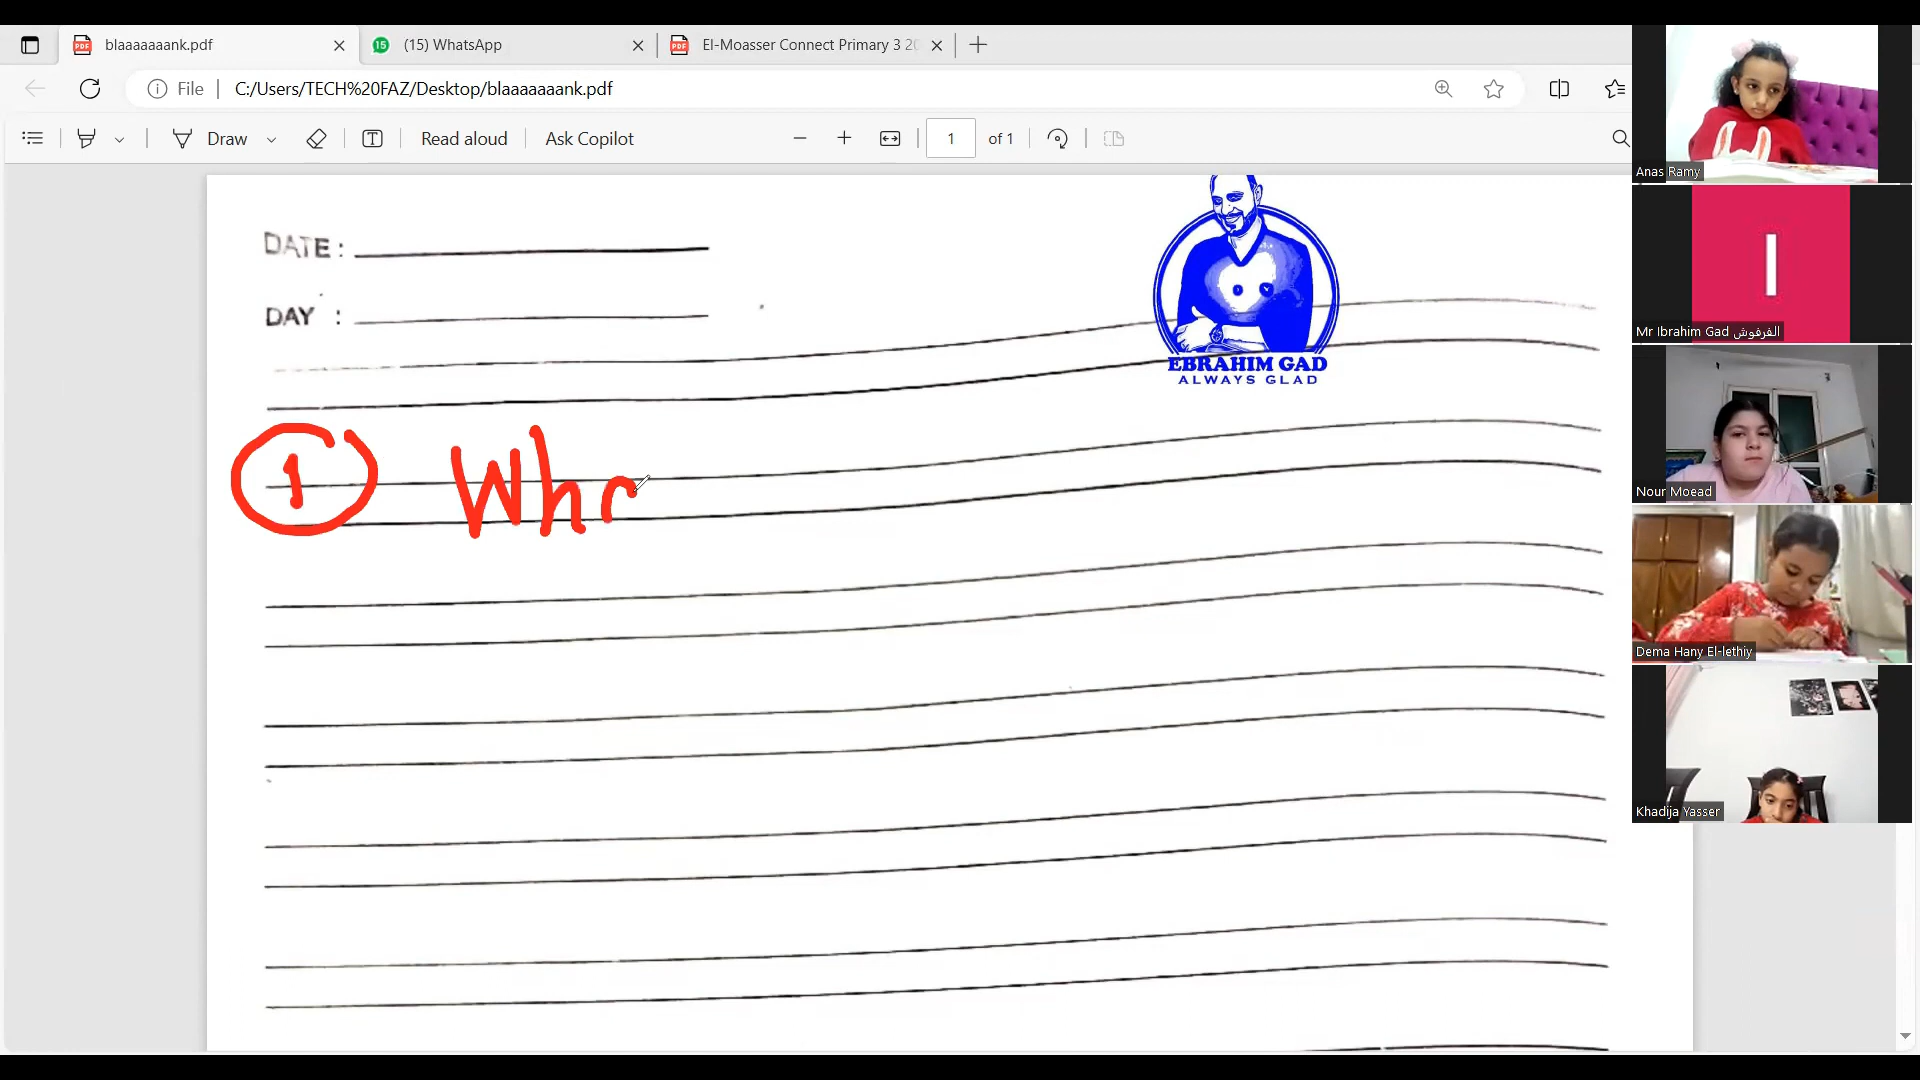 blaaaaaaank.pdf
(15) WhatsApp
El-Moasser Connect Primary 3 20
File
C:/Users/TECH%20FAZ/Desktop/blaaaaaaank.pdf
Draw
Read aloud
Ask Copilot
1
of 1
DATE :
DAY :
EBRAHIM GAD
ALWAYS GLAD
1 Wh
Anas Ramy
I
Mr Ibrahim Gad الفرفوش
Nour Moead
Dema Hany El-lethiy
Khadija Yasser